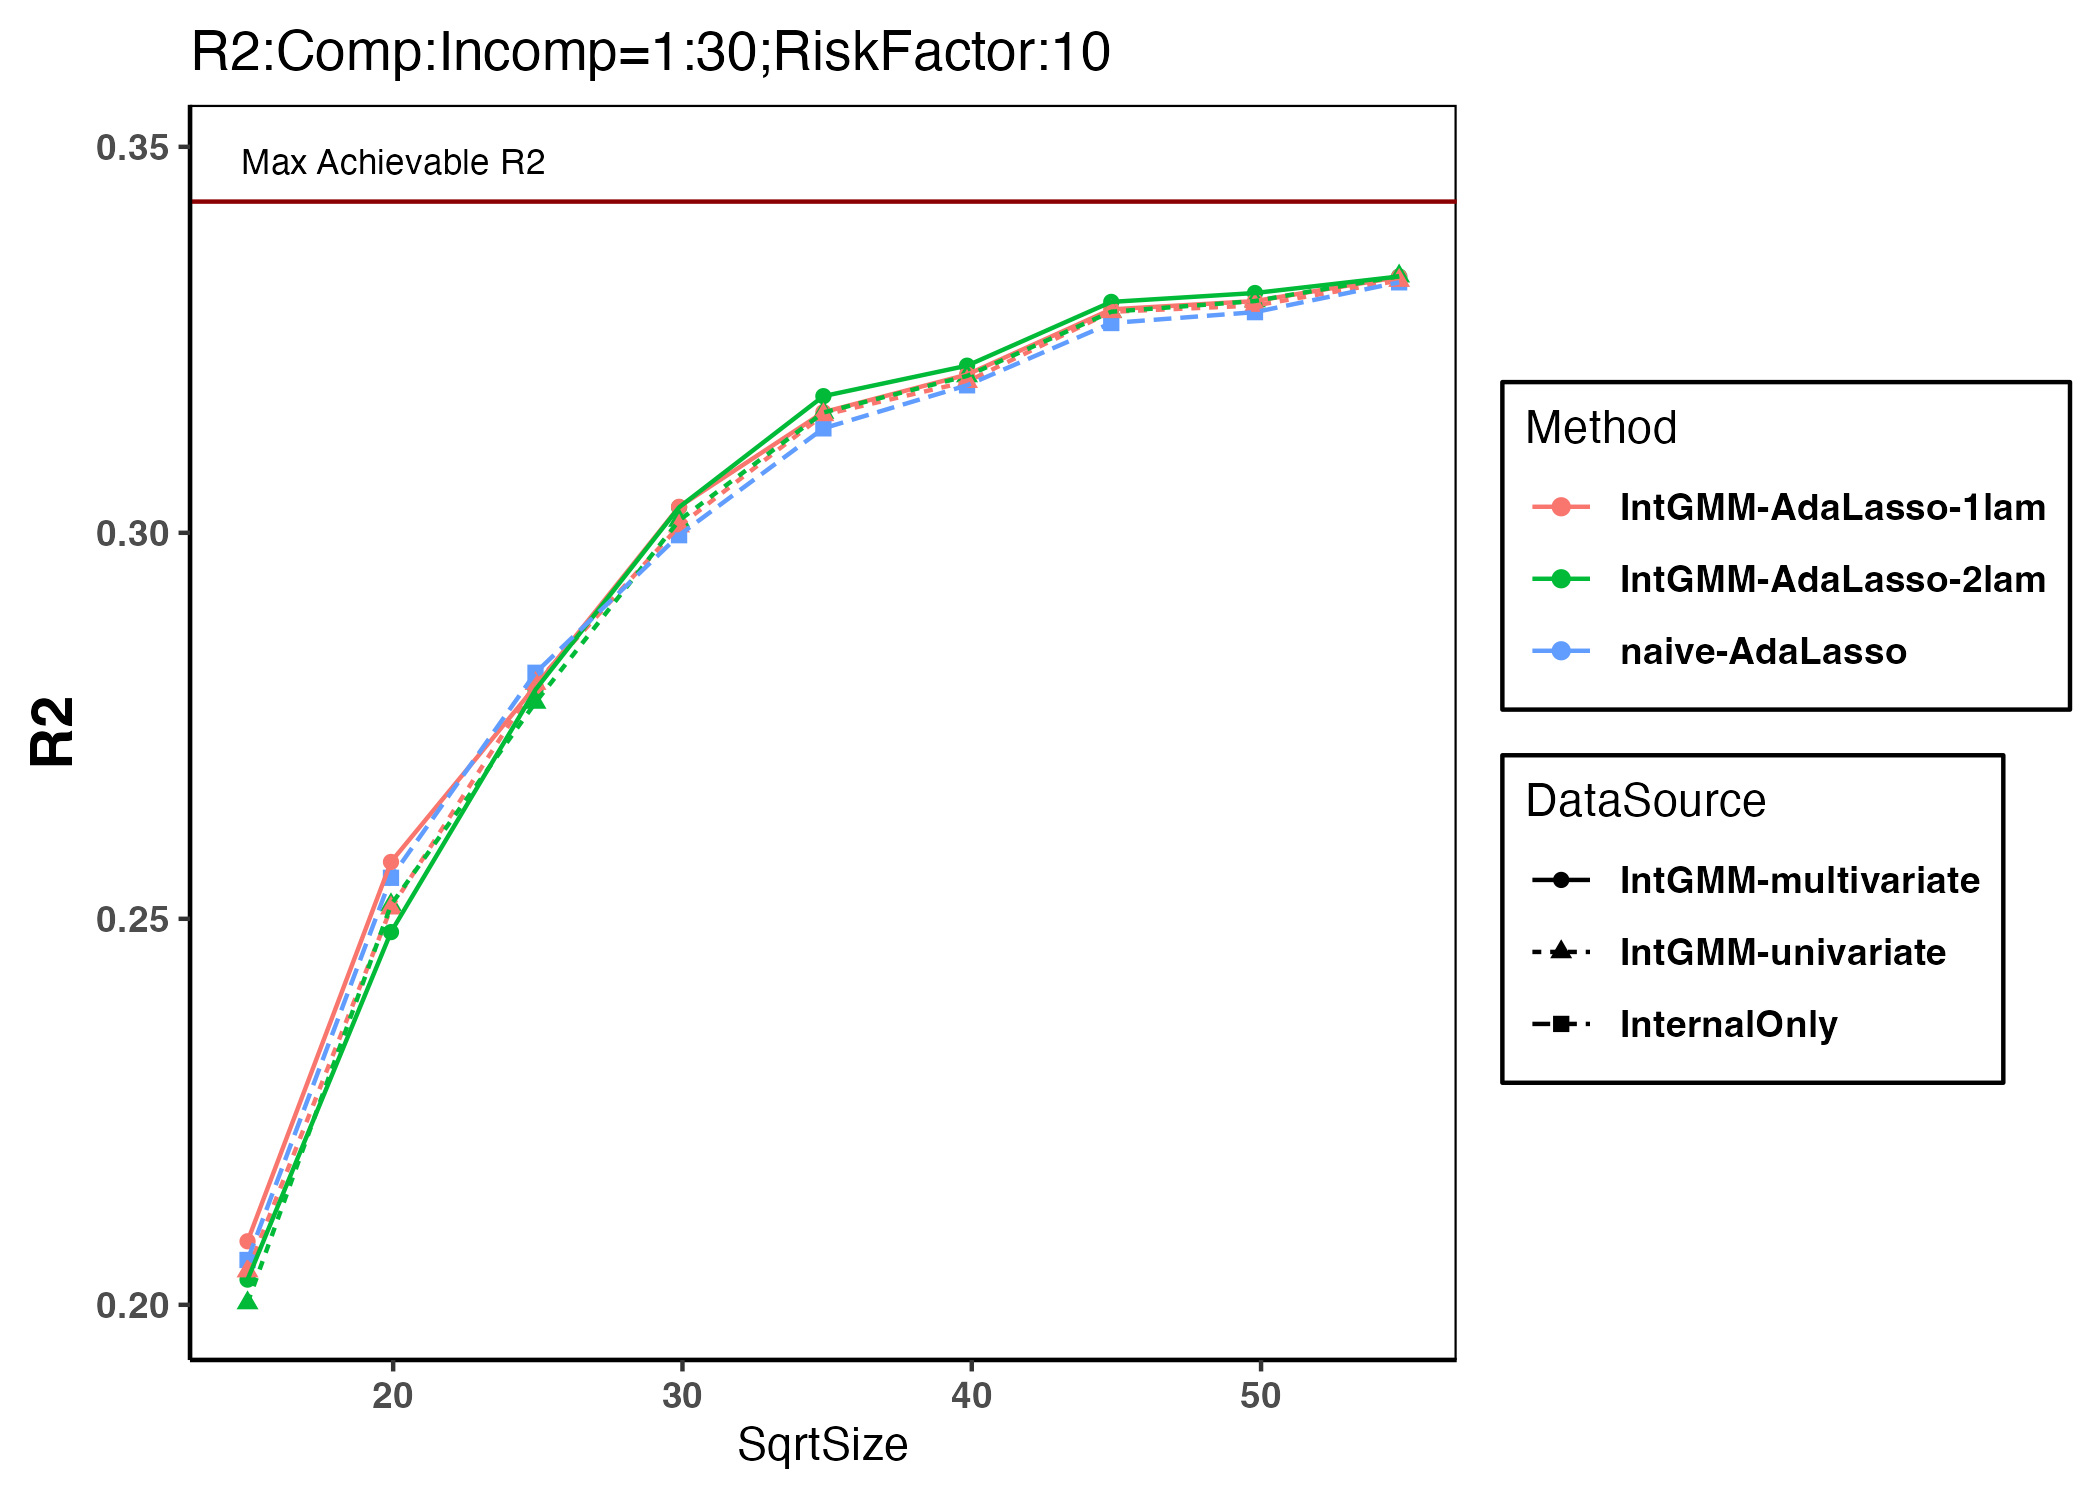 R2:Comp:Incomp=1:30;RiskFactor:10
Max Achievable R2
0.35
0.30
0.25
0.20
R2
20 30 40 50
SqrtSize
Method
IntGMM-AdaLasso-1lam
IntGMM-AdaLasso-2lam
naive-AdaLasso
DataSource
IntGMM-multivariate
IntGMM-univariate
InternalOnly